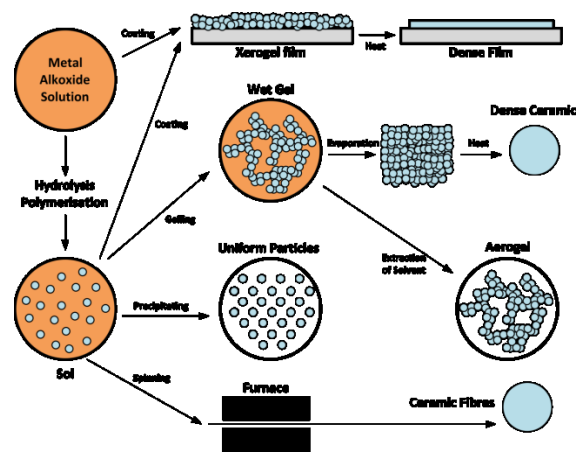 Coating
Xerogel film
Heat
Dense Film
Metal
Alkoxide
Solution
Coating
Wet Gel
Evaporation
Heat
Dense Ceramic
Hydrolysis
Polymerisation
Gelling
Uniform Particles
Extraction
of Solvent
Aerogel
Precipitating
Sol
Spinning
Furnace
Ceramic Fibres